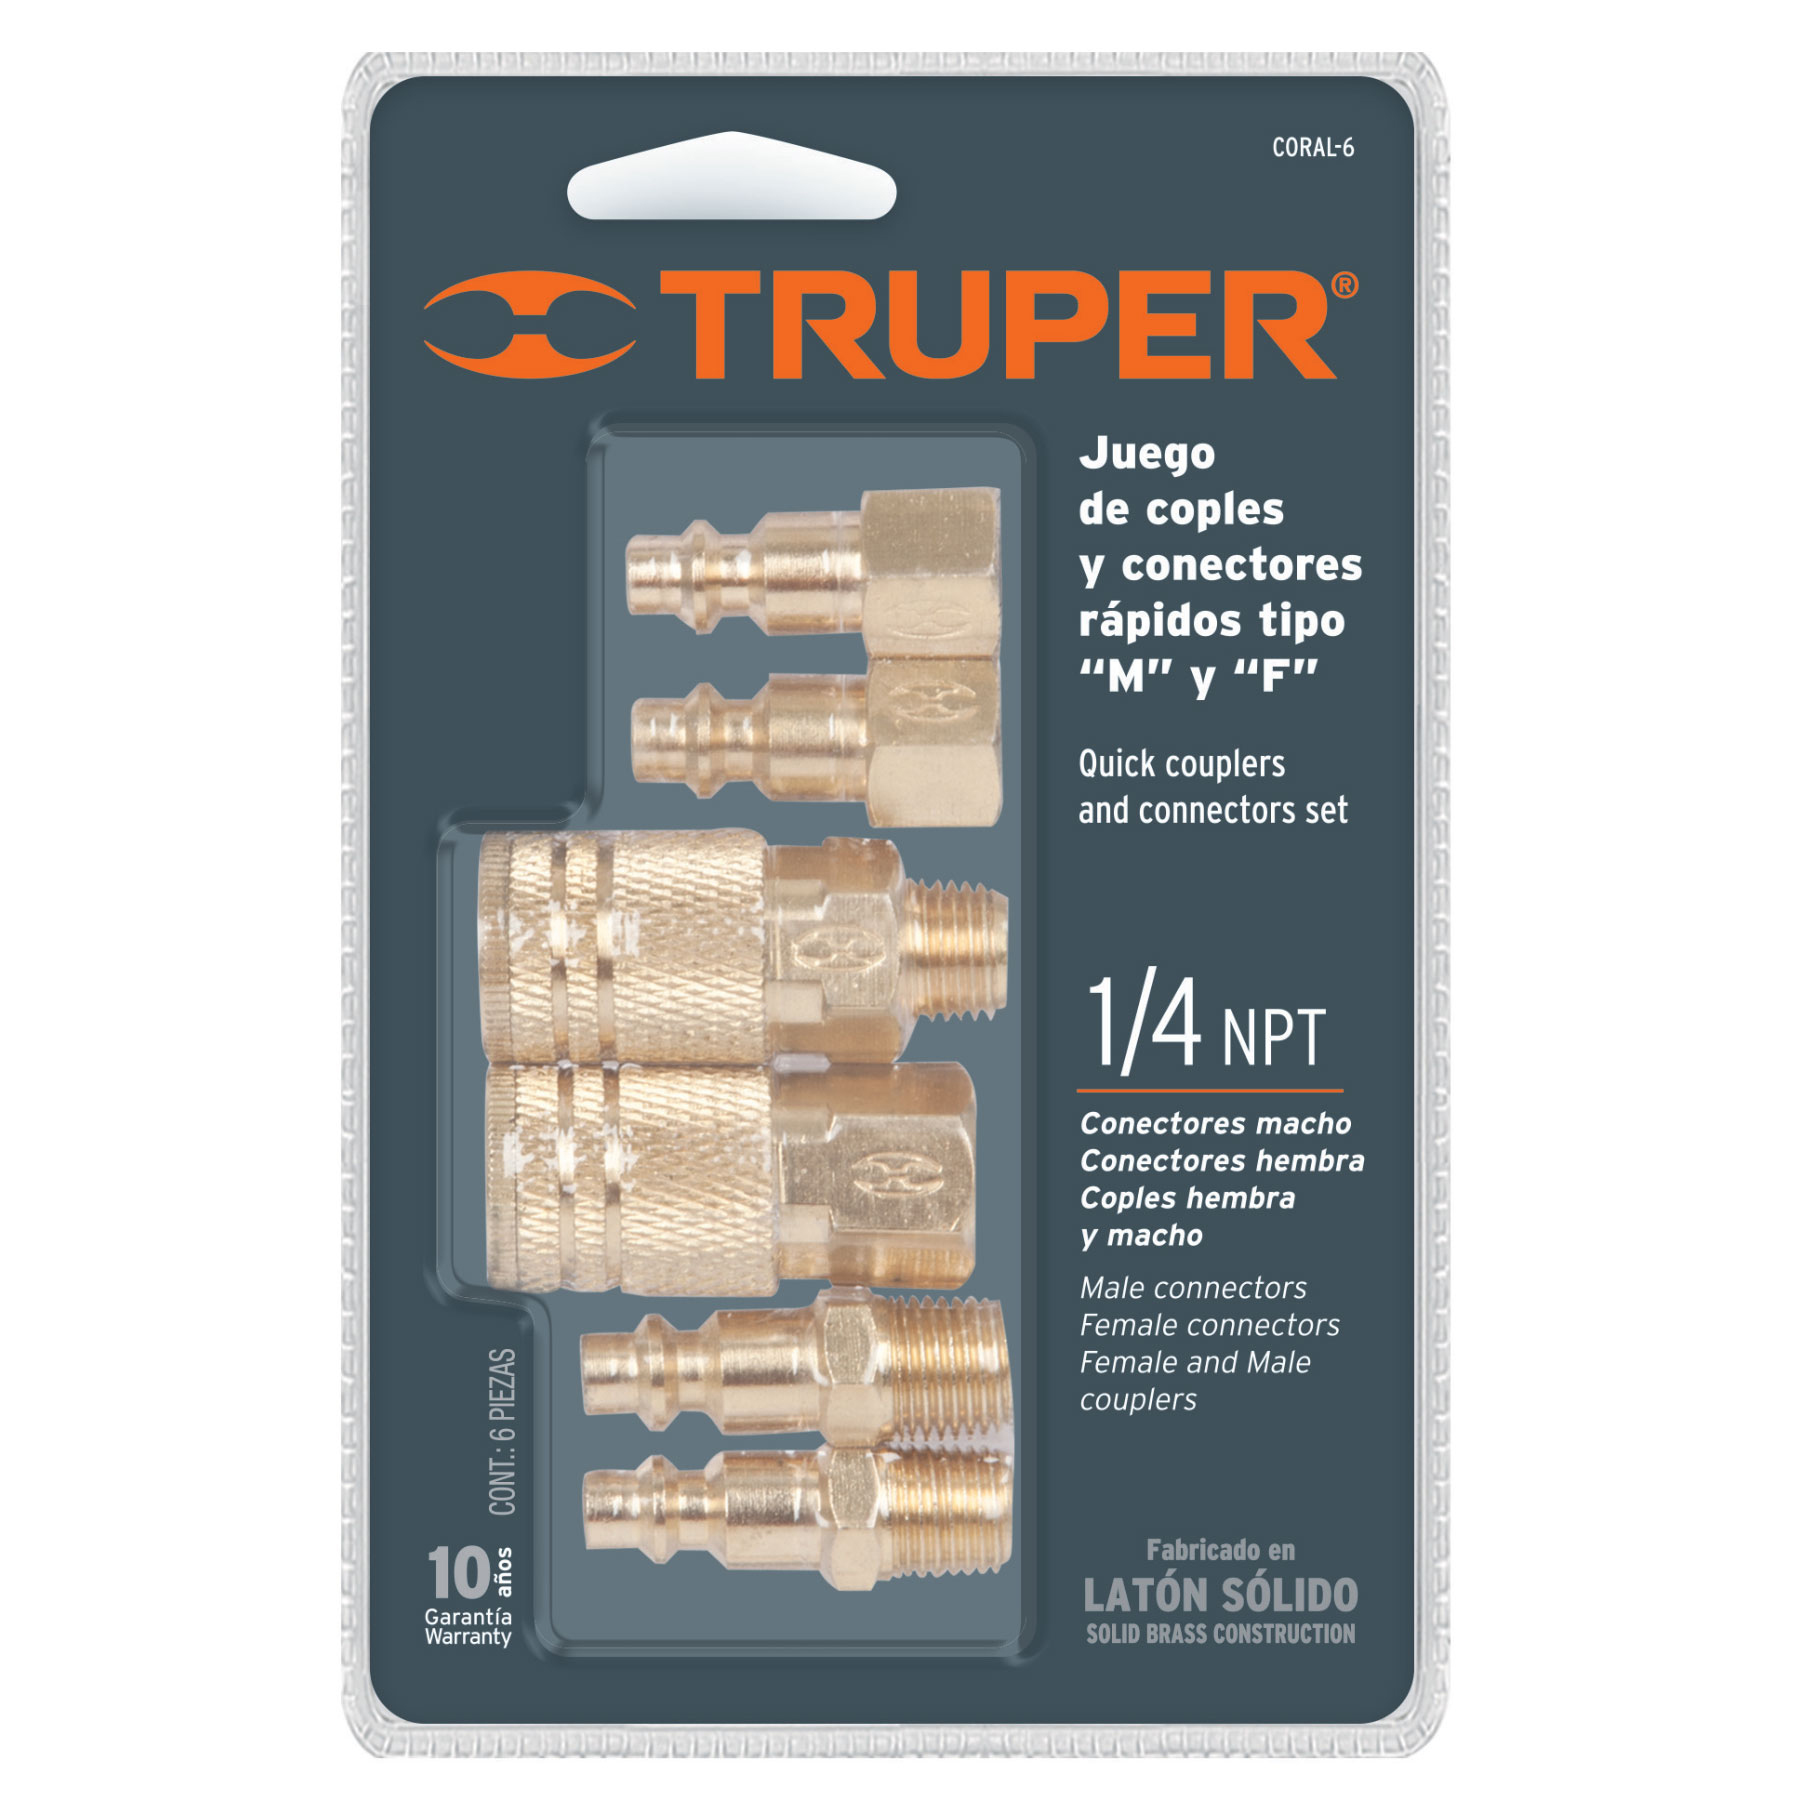 CORAL-6
TRUPER®
Juego
de coples
y conectores
rápidos tipo
“M” y “F”
Quick couplers
and connectors set
1/4 NPT
Conectores macho
Conectores hembra
Coples hembra
y macho
Male connectors
Female connectors
Female and Male
couplers
CONT.: 6 PIEZAS
10 años
Garantía
Warranty
Fabricado en
LATÓN SÓLIDO
SOLID BRASS CONSTRUCTION